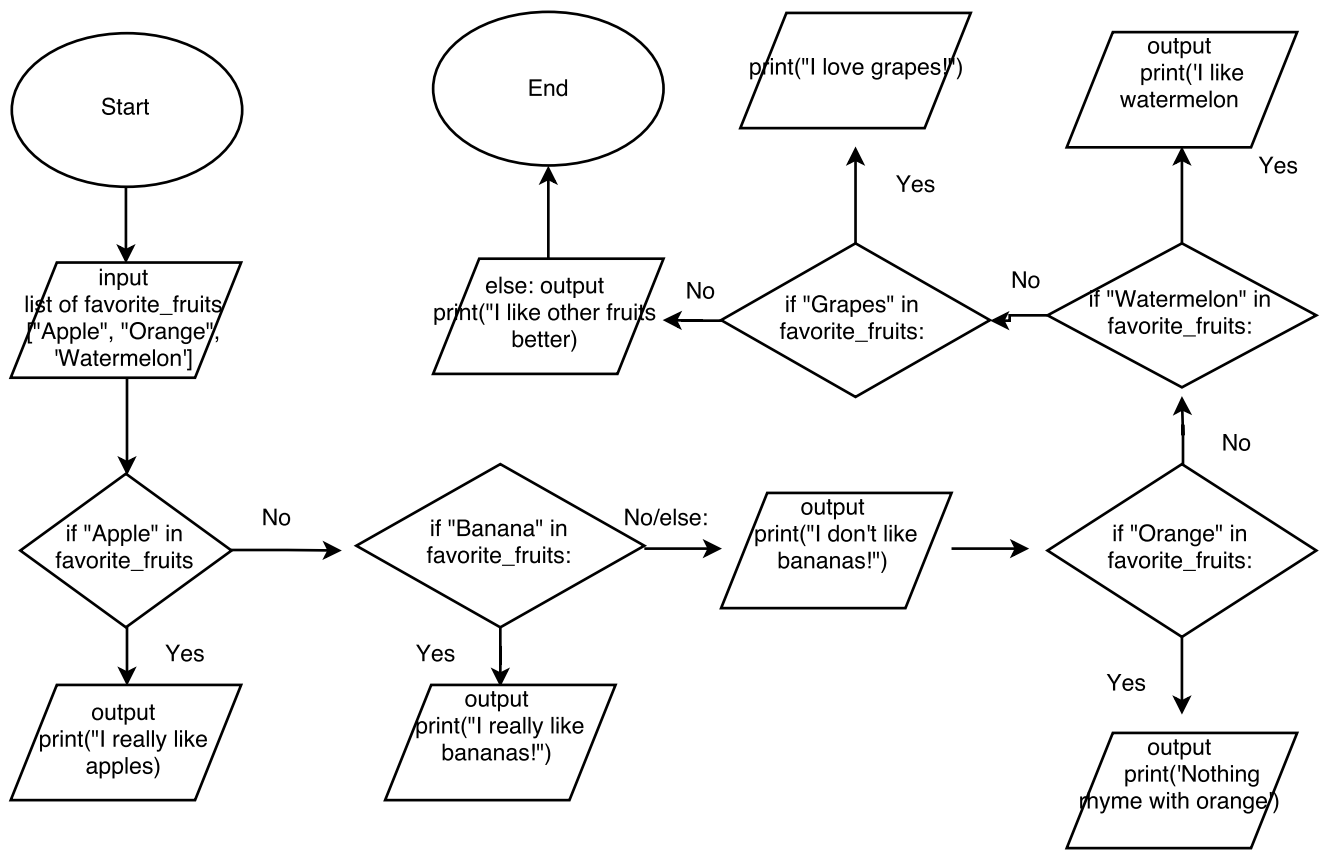 Start
input
list of favorite_fruits
["Apple", "Orange",
'Watermelon']
if "Apple" in
favorite_fruits
Yes
output
print("I really like
apples)
No
if "Banana" in
favorite_fruits:
Yes
output
print("I really like
bananas!")
No/else:
output
print("I don't like
bananas!")
if "Orange" in
favorite_fruits:
Yes
output
print('Nothing
rhyme with orange')
No
if "Watermelon" in
favorite_fruits:
Yes
output
print('I like
watermelon
No
if "Grapes" in
favorite_fruits:
Yes
print("I love grapes!")
No
else: output
print("I like other fruits
better)
End